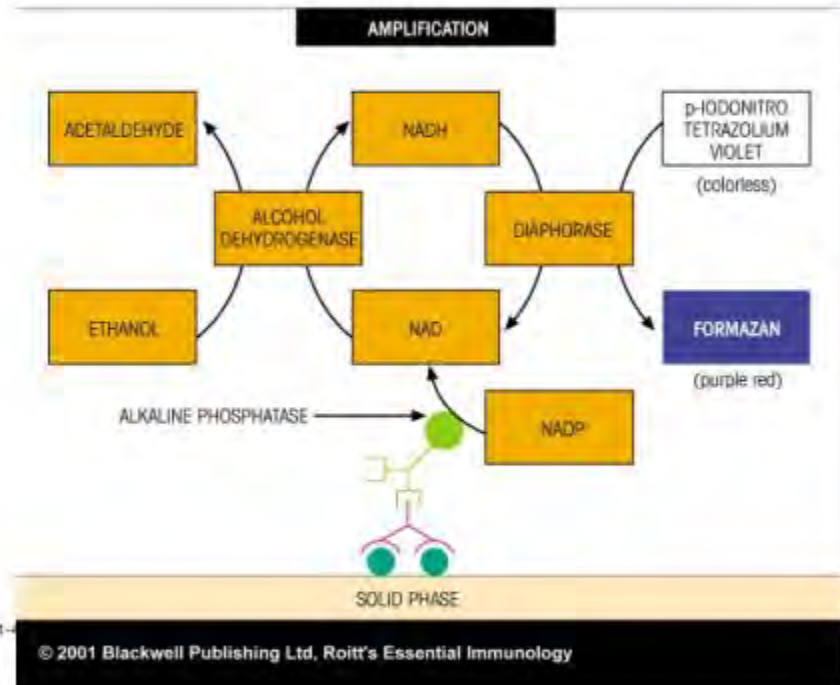 AMPLIFICATION
ACETALDEHYDE
NADH
p-IODONITRO
TETRAZOLIUM
VIOLET
(colorless)
ALCOHOL
DEHYDROGENASE
DIAPHORASE
ETHANOL
NAD
FORMAZAN
(purple red)
ALKALINE PHOSPHATASE
NADP
SOLID PHASE
© 2001 Blackwell Publishing Ltd, Roitt's Essential Immunology